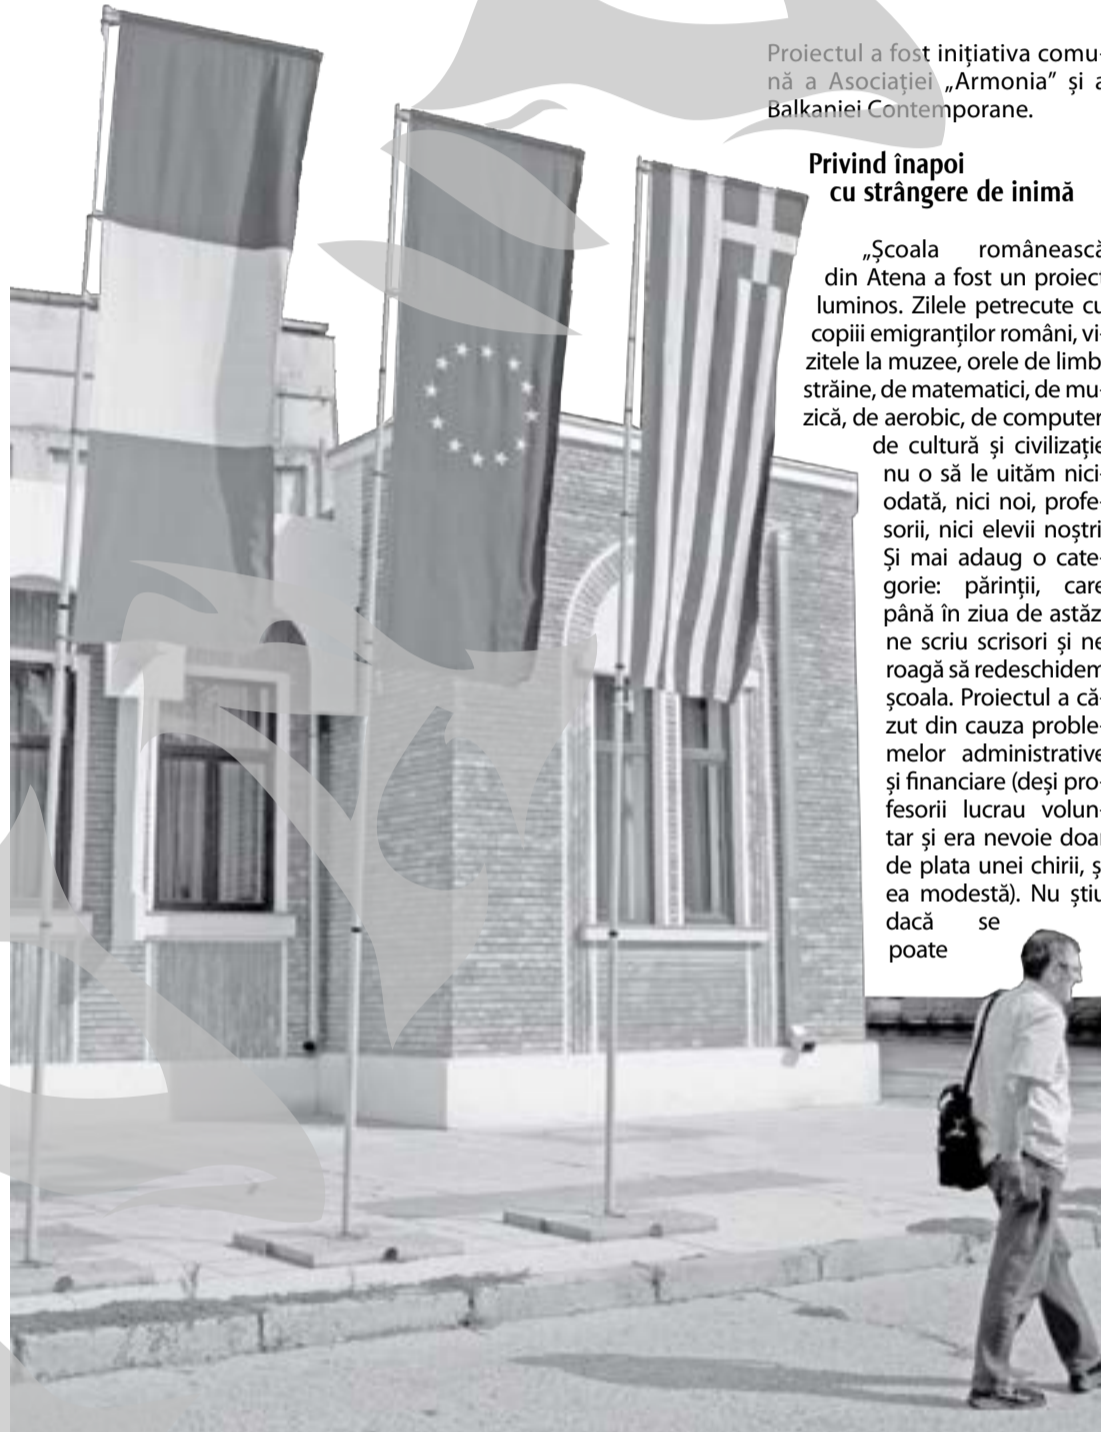 Proiectul a fost inițiativa comu-
nă a Asociației „Armonia” și a
Balkaniei Contemporane.
Privind înapoi
cu strângere de inimă
„Școala românească
din Atena a fost un proiect
luminos. Zilele petrecute cu
copiii emigranților români, vi-
zitele la muzee, orele de limb
străine, de matematici, de mu-
zică, de aerobic, de computer
de cultură și civilizație
nu o să le uităm nici-
odată, nici noi, profe-
sorii, nici elevii noștri
Și mai adaug o cate-
gorie: părinții, care
până în ziua de astăz
ne scriu scrisori și ne
roagă să redeschidem
școala. Proiectul a că-
zut din cauza proble-
melor administrative
și financiare (deși pro-
fesorii lucrau volun-
tar și era nevoie doar
de plata unei chirii, ș
ea modestă). Nu știu
dacă se
poate